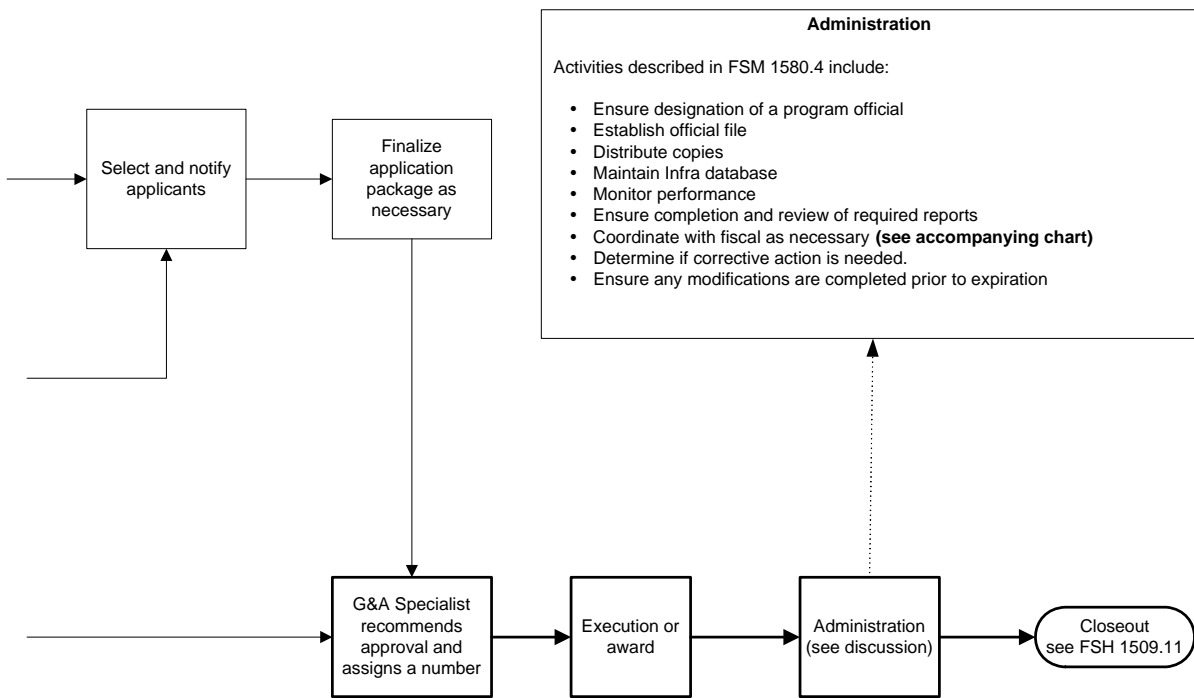 Administration
Activities described in FSM 1580.4 include:
• Ensure designation of a program official
• Establish official file
• Distribute copies
• Maintain Infra database
• Monitor performance
• Ensure completion and review of required reports
• Coordinate with fiscal as necessary (see accompanying chart)
• Determine if corrective action is needed.
• Ensure any modifications are completed prior to expiration
Select and notify
applicants
Finalize
application
package as
necessary
G&A Specialist
recommends
approval and
assigns a number
Execution or
award
Administration
(see discussion)
Closeout
see FSH 1509.11